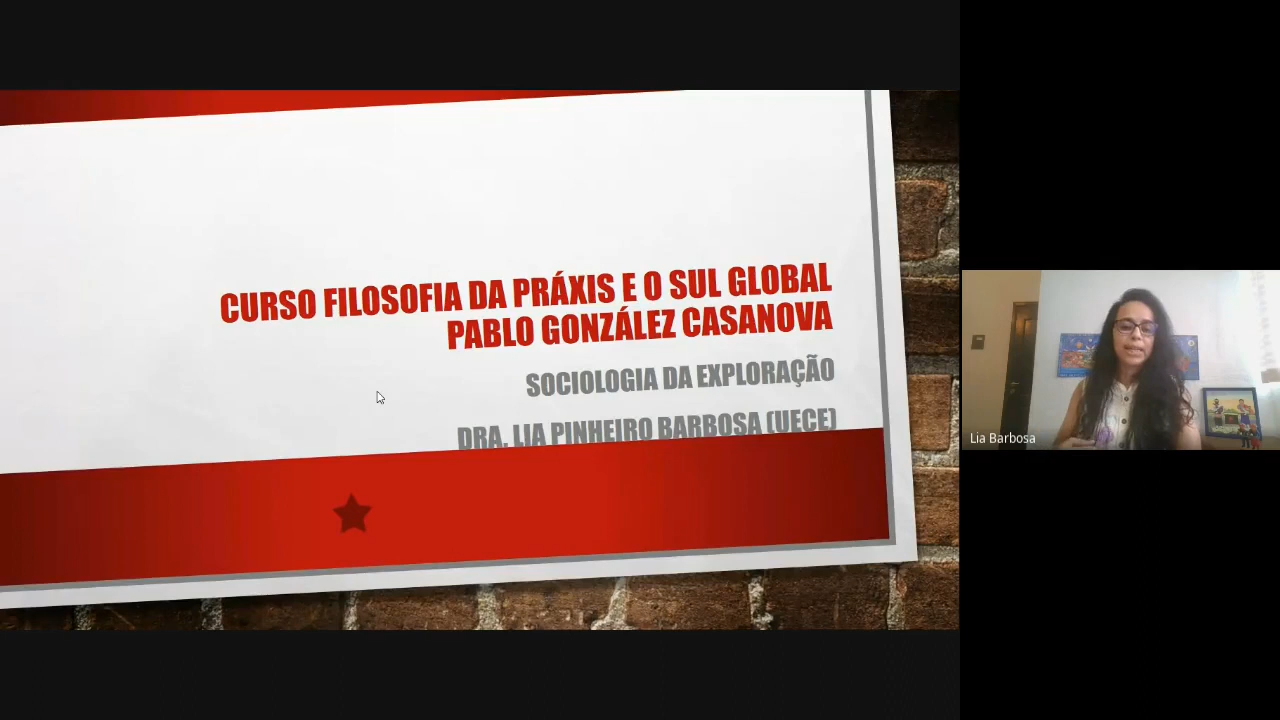 CURSO FILOSOFIA DA PRÁXIS E O SUL GLOBAL
PABLO GONZÁLEZ CASANOVA
SOCIOLOGIA DA EXPLORAÇÃO
DRA. LIA PINHEIRO BARBOSA (UECE)
Lia Barbosa